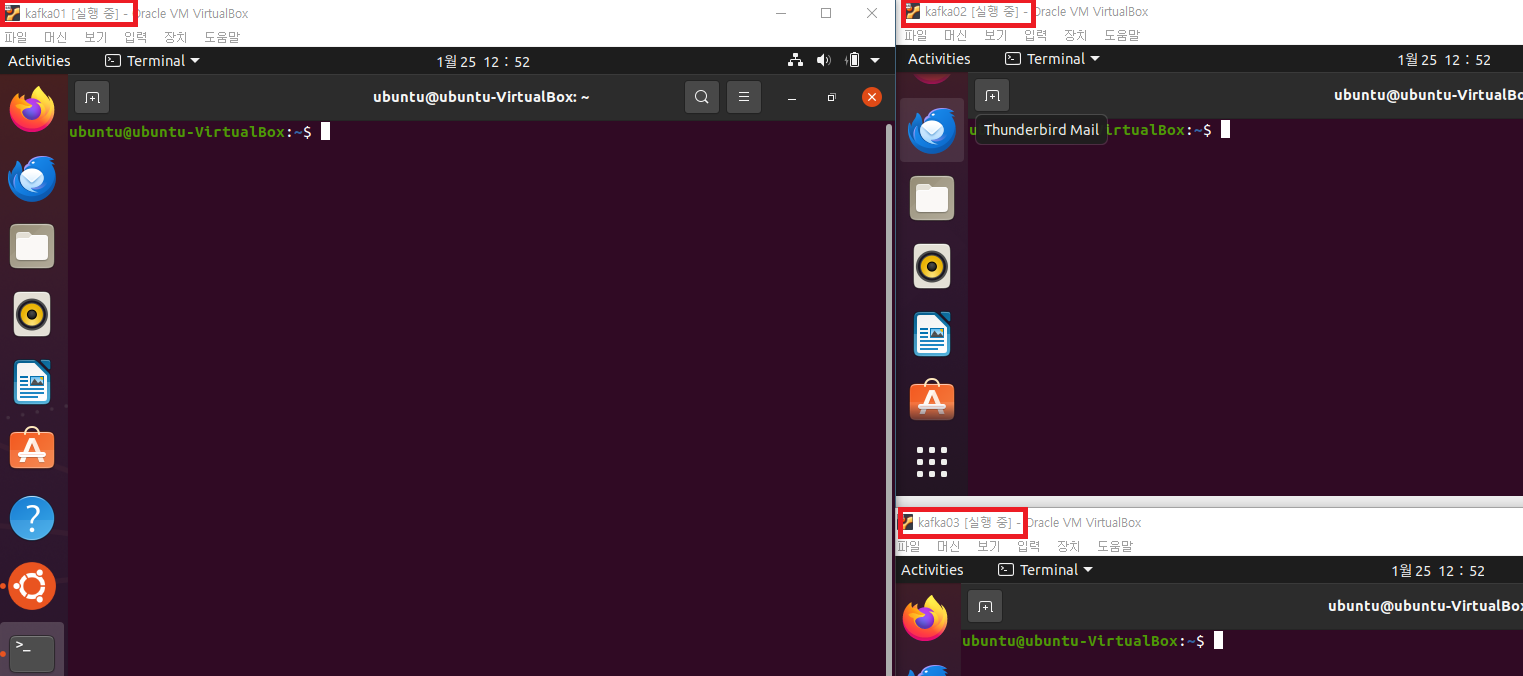 kafka01 [실행 중] - Oracle VM VirtualBox
파일 머신 보기 입력 장치 도움말
Activities Terminal 1월 25 12 : 52
ubuntu@ubuntu-VirtualBox: ~
ubuntu@ubuntu-VirtualBox:~$
kafka02 [실행 중] - Oracle VM VirtualBox
파일 머신 보기 입력 장치 도움말
Activities Terminal 1월 25 12 : 52
ubuntu@ubuntu-VirtualBo
Thunderbird Mail
irtualBox:~$
kafka03 [실행 중] - Oracle VM VirtualBox
파일 머신 보기 입력 장치 도움말
Activities Terminal 1월 25 12 : 52
ubuntu@ubuntu-VirtualBo
ubuntu@ubuntu-VirtualBox:~$